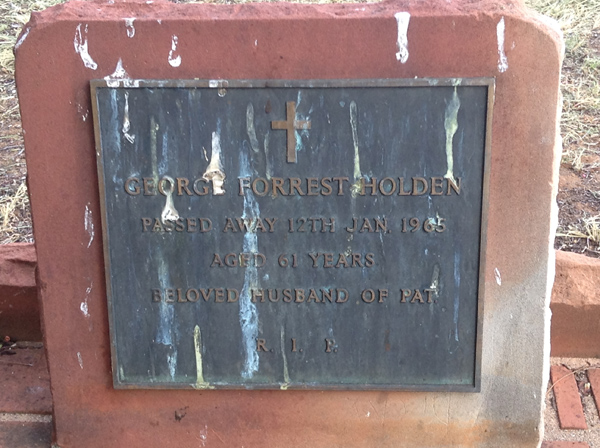 GEORGE FORREST HOLDEN
PASSED AWAY 12TH JAN. 1965
AGED 61 YEARS
BELOVED HUSBAND OF PAT
R. I. P.